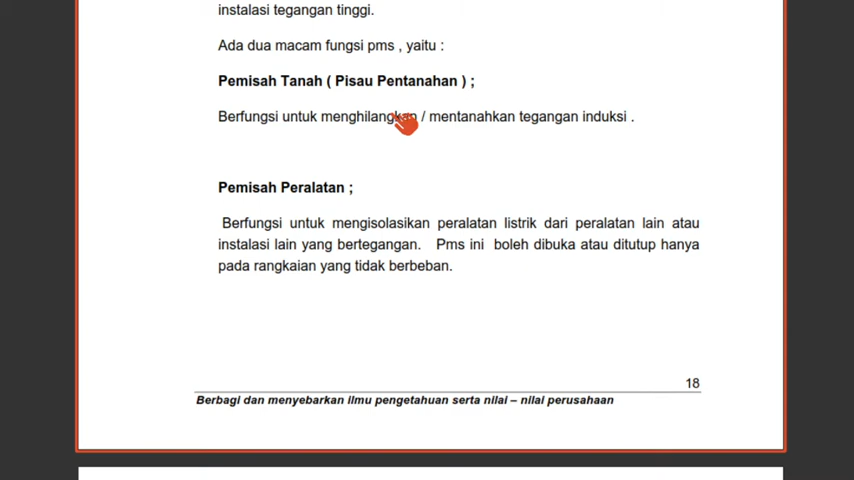 instalasi tegangan tinggi.
Ada dua macam fungsi pms , yaitu :
Pemisah Tanah ( Pisau Pentanahan ) ;
Berfungsi untuk menghilangkan / mentanahkan tegangan induksi .
Pemisah Peralatan ;
Berfungsi untuk mengisolasikan peralatan listrik dari peralatan lain atau
instalasi lain yang bertegangan. Pms ini boleh dibuka atau ditutup hanya
pada rangkaian yang tidak berbeban.
18
Berbagi dan menyebarkan ilmu pengetahuan serta nilai – nilai perusahaan